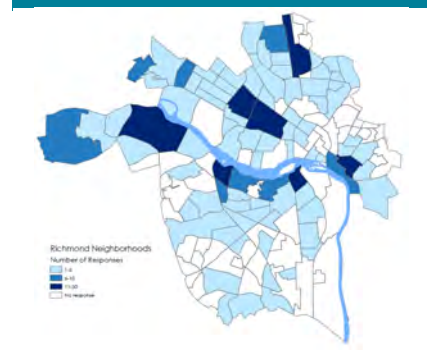 Richmond Neighborhoods
Number of Responses
1-5
6-10
11-20
No response